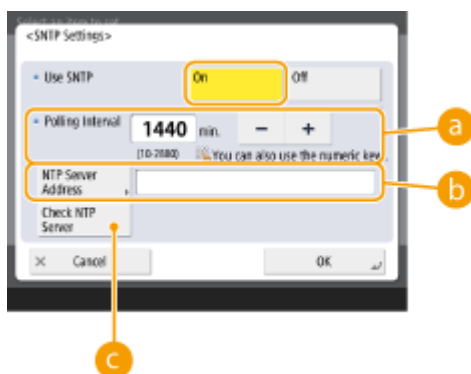 <SNTP Settings>
Use SNTP
On
Off
Polling Interval
1440 min. − +
(10-2880) You can also use the numeric key
a
NTP Server
Address
b
Check NTP
Server
× Cancel
OK
c